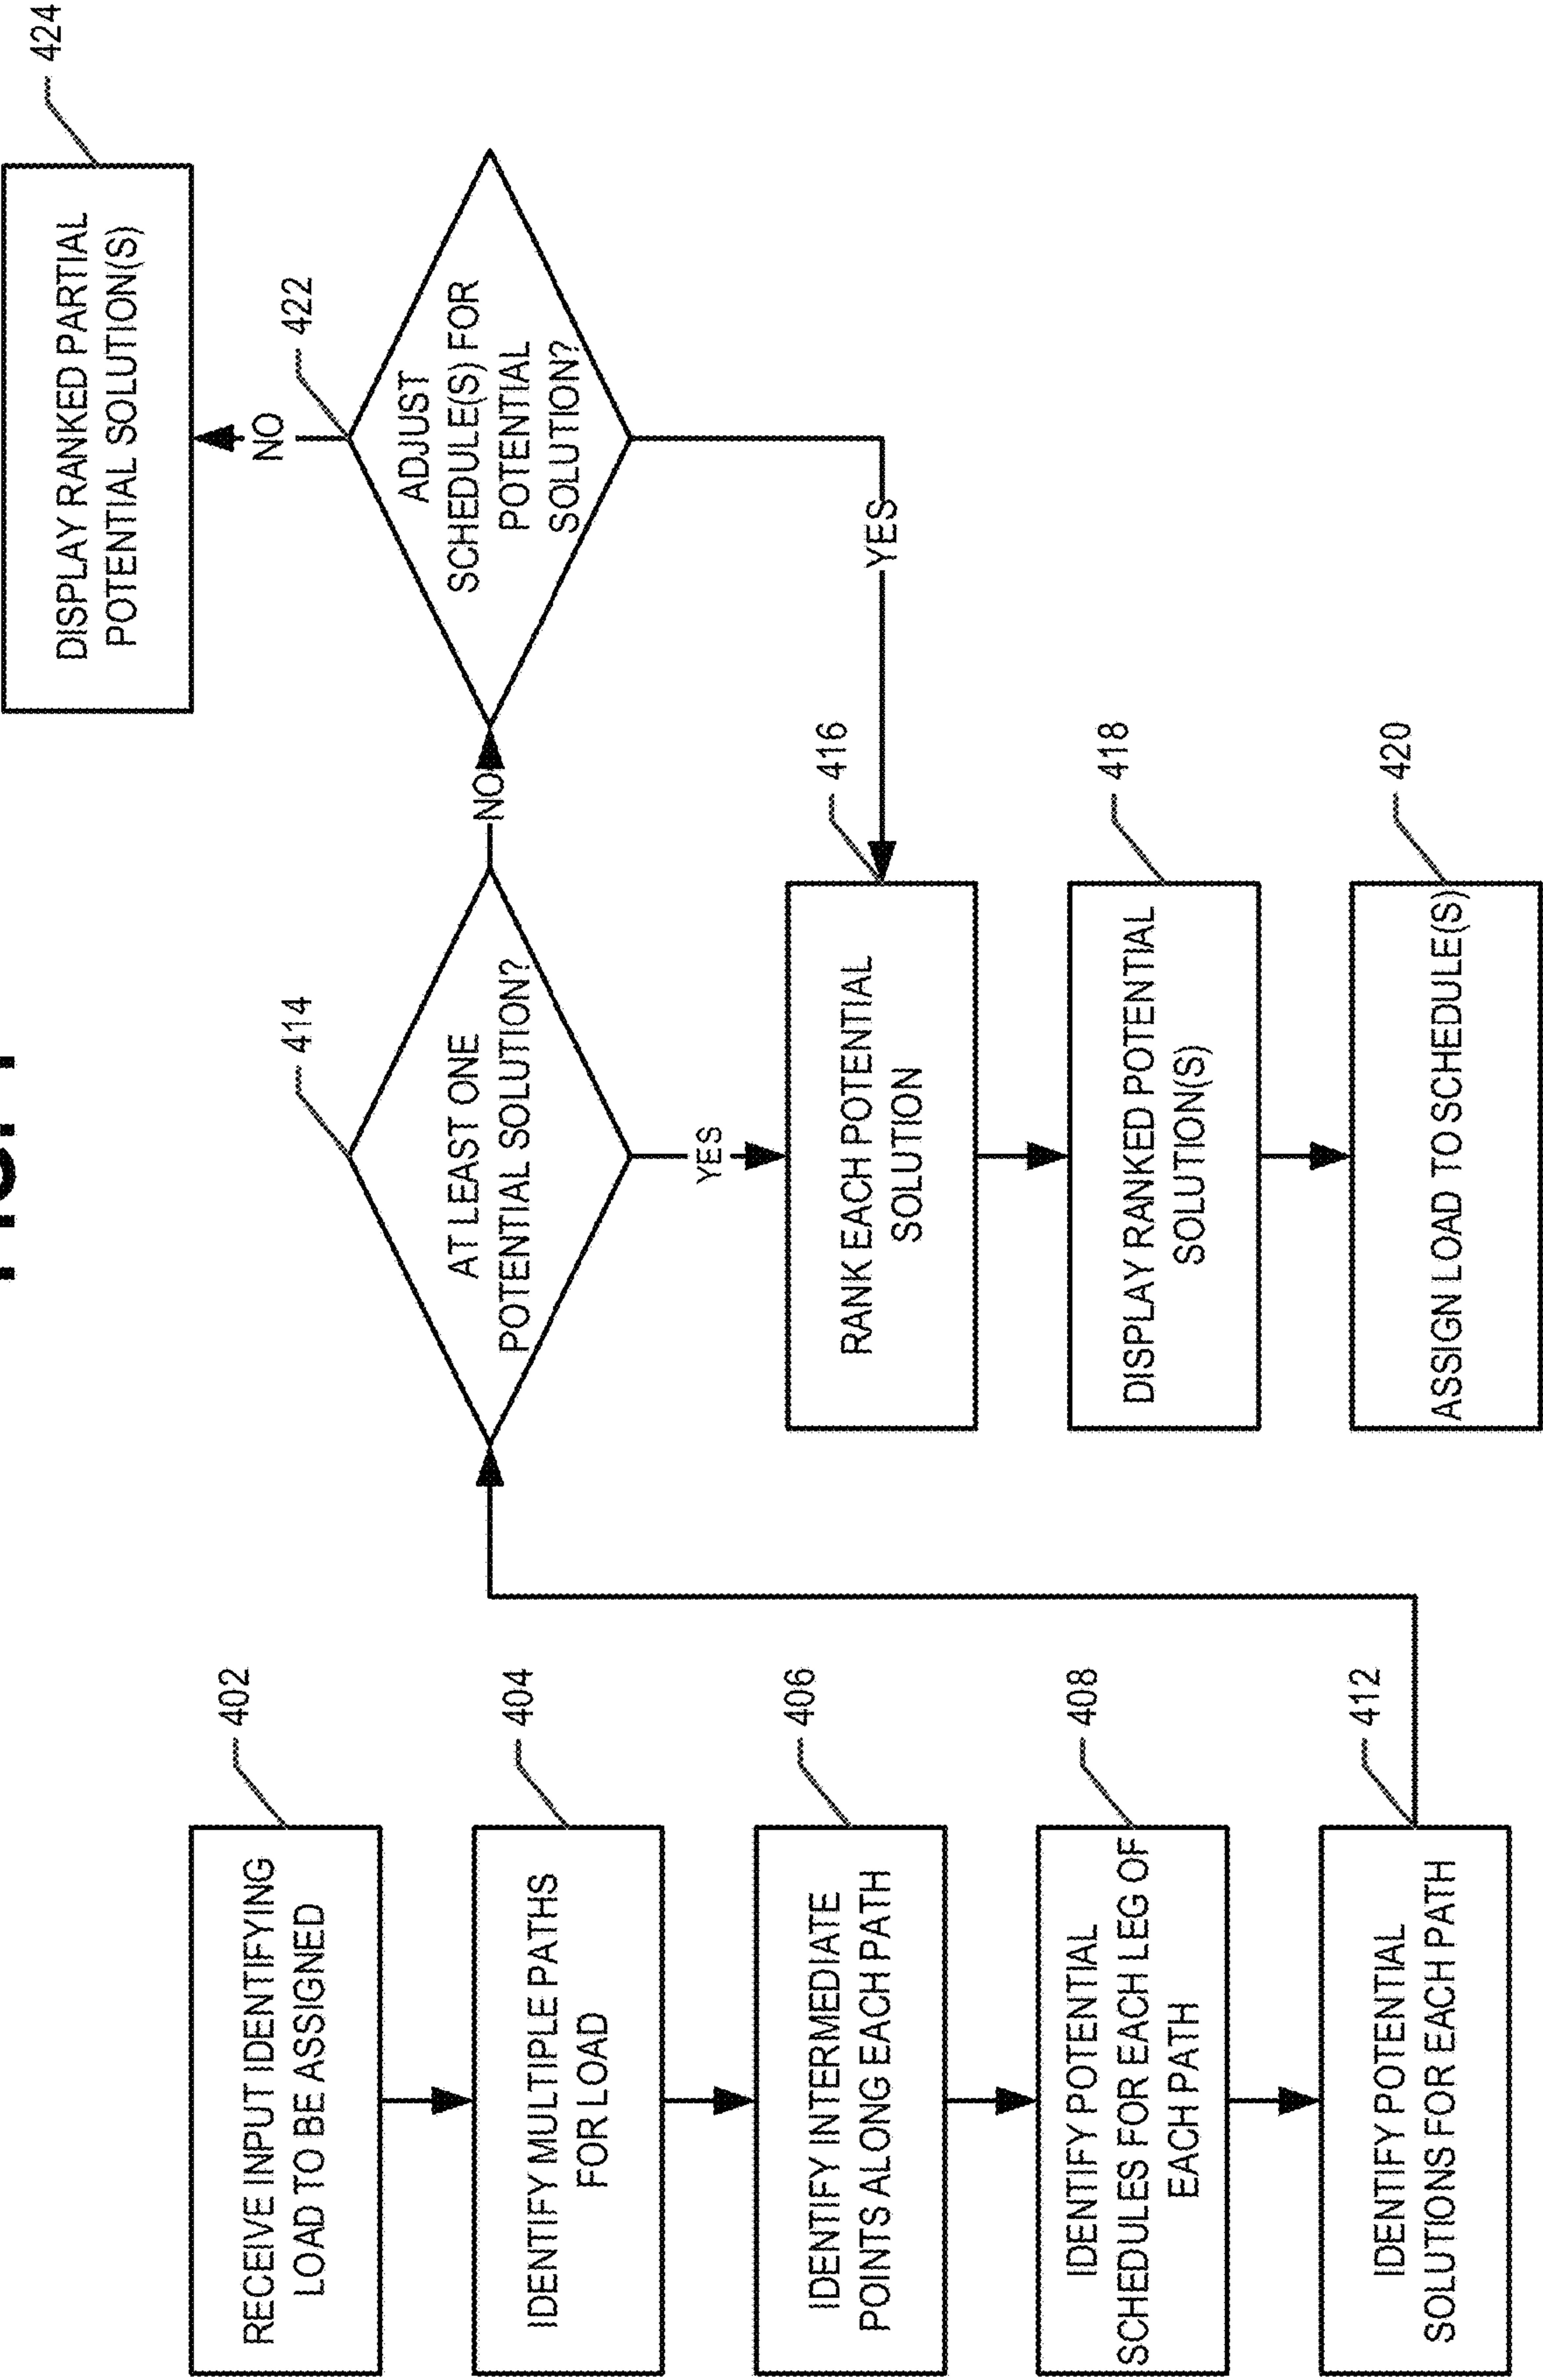 402
RECEIVE INPUT IDENTIFYING
LOAD TO BE ASSIGNED
404
IDENTIFY MULTIPLE PATHS
FOR LOAD
406
IDENTIFY INTERMEDIATE
POINTS ALONG EACH PATH
408
IDENTIFY POTENTIAL
SCHEDULES FOR EACH LEG OF
EACH PATH
412
IDENTIFY POTENTIAL
SOLUTIONS FOR EACH PATH
414
AT LEAST ONE
POTENTIAL SOLUTION?
NO
YES
416
RANK EACH POTENTIAL
SOLUTION
418
DISPLAY RANKED POTENTIAL
SOLUTION(S)
420
ASSIGN LOAD TO SCHEDULE(S)
422
ADJUST
SCHEDULE(S) FOR
POTENTIAL
SOLUTION?
NO
YES
424
DISPLAY RANKED PARTIAL
POTENTIAL SOLUTION(S)